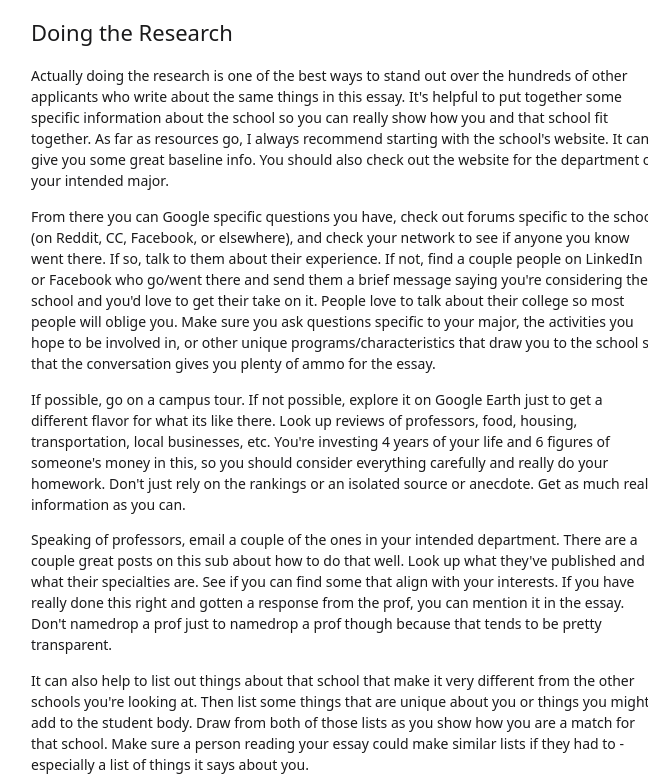 Doing the Research
Actually doing the research is one of the best ways to stand out over the hundreds of other
applicants who write about the same things in this essay. It's helpful to put together some
specific information about the school so you can really show how you and that school fit
together. As far as resources go, I always recommend starting with the school's website. It can
give you some great baseline info. You should also check out the website for the department
your intended major.
From there you can Google specific questions you have, check out forums specific to the
(on Reddit, CC, Facebook, or elsewhere), and check your network to see if anyone you know
went there. If so, talk to them about their experience. If not, find a couple people on LinkedIn
or Facebook who go/went there and send them a brief message saying you're considering the
school and you'd love to get their take on it. People love to talk about their college so most
people will oblige you. Make sure you ask questions specific to your major, the activities you
hope to be involved in, or other unique programs/characteristics that draw you to the school
that the conversation gives you plenty of ammo for the essay.
If possible, go on a campus tour. If not possible, explore it on Google Earth just to get a
different flavor for what its like there. Look up reviews of professors, food, housing,
transportation, local businesses, etc. You're investing 4 years of your life and 6 figures of
someone's money in this, so you should consider everything carefully and really do your
homework. Don't just rely on the rankings or an isolated source or anecdote. Get as much real
information as you can.
Speaking of professors, email a couple of the ones in your intended department. There are a
couple great posts on this sub about how to do that well. Look up what they've published and
what their specialties are. See if you can find some that align with your interests. If you have
really done this right and gotten a response from the prof, you can mention it in the essay.
Don't namedrop a prof just to namedrop a prof though because that tends to be pretty
transparent.
It can also help to list out things about that school that make it very different from the other
schools you're looking at. Then list some things that are unique about you or things you might
add to the student body. Draw from both of those lists as you show how you are a match for
that school. Make sure a person reading your essay could make similar lists if they had to -
especially a list of things it says about you.